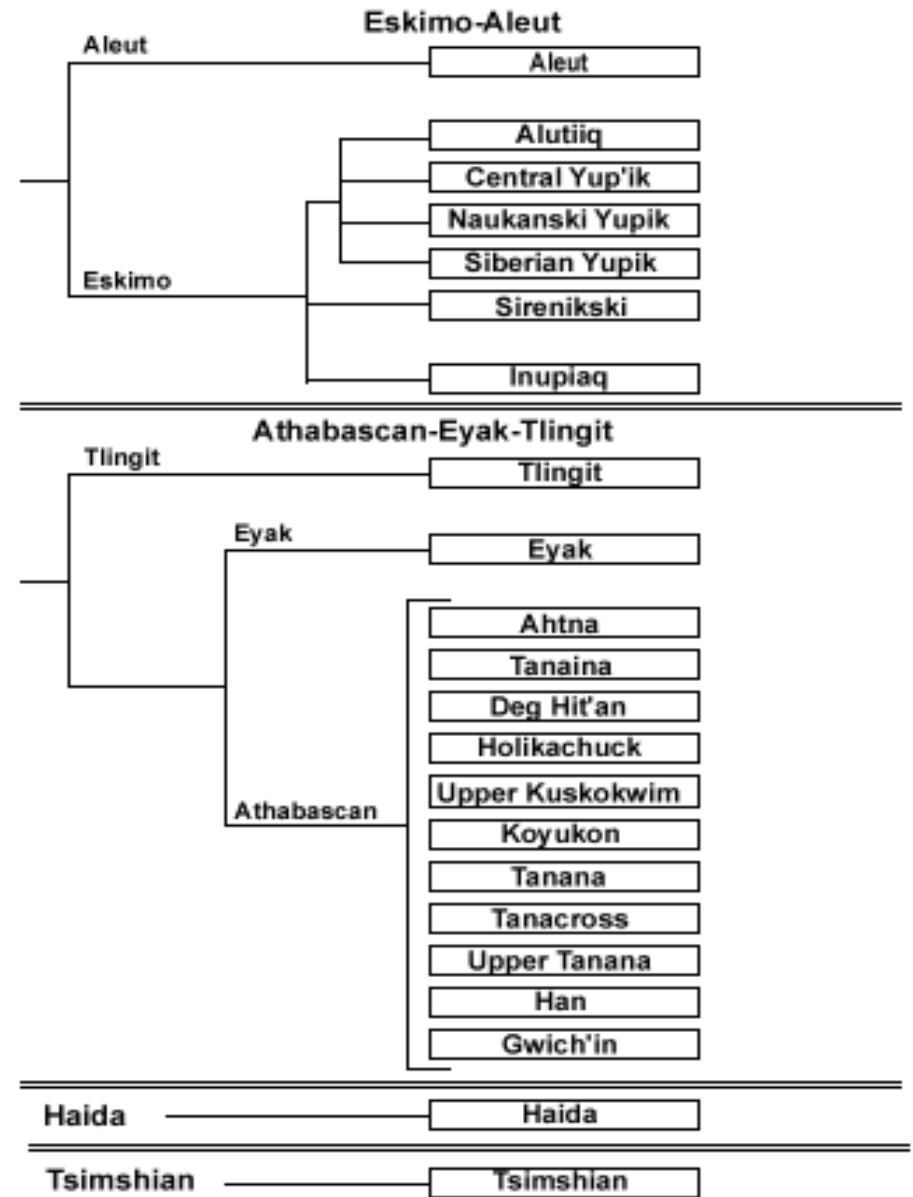 Eskimo-Aleut
Aleut
Aleut
Alutiiq
Central Yup'ik
Naukanski Yupik
Siberian Yupik
Eskimo
Sirenikski
Inupiaq
Athabascan-Eyak-Tlingit
Tlingit
Tlingit
Eyak
Eyak
Ahtna
Tanaina
Deg Hit'an
Holikachuck
Upper Kuskokwim
Athabascan
Koyukon
Tanana
Tanacross
Upper Tanana
Han
Gwich'in
Haida
Haida
Tsimshian
Tsimshian